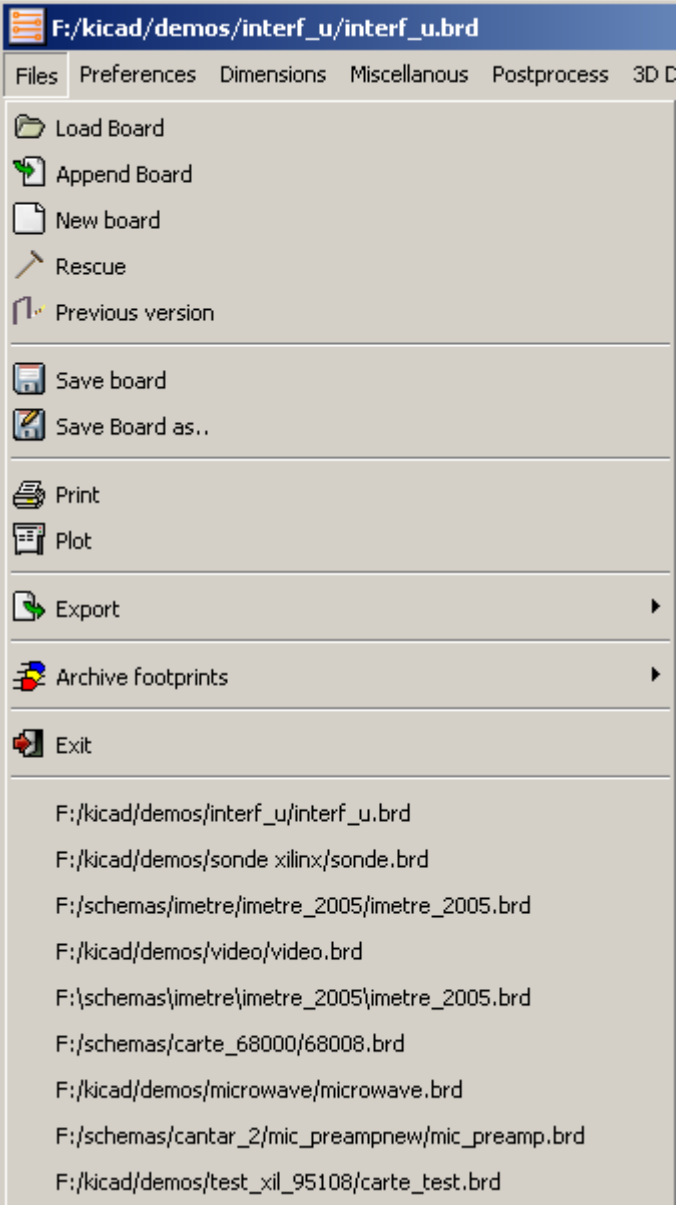 F:/kicad/demos/interf_u/interf_u.brd
Files Preferences Dimensions Miscellanous Postprocess 3D D
Load Board
Append Board
New board
Rescue
Previous version
Save board
Save Board as..
Print
Plot
Export
Archive footprints
Exit
F:/kicad/demos/interf_u/interf_u.brd
F:/kicad/demos/sonde xilinx/sonde.brd
F:/schemas/imetre/imetre_2005/imetre_2005.brd
F:/kicad/demos/video/video.brd
F:\schemas\imetre\imetre_2005\imetre_2005.brd
F:/schemas/carte_68000/68008.brd
F:/kicad/demos/microwave/microwave.brd
F:/schemas/cantar_2/mic_preampnew/mic_preamp.brd
F:/kicad/demos/test_xil_95108/carte_test.brd